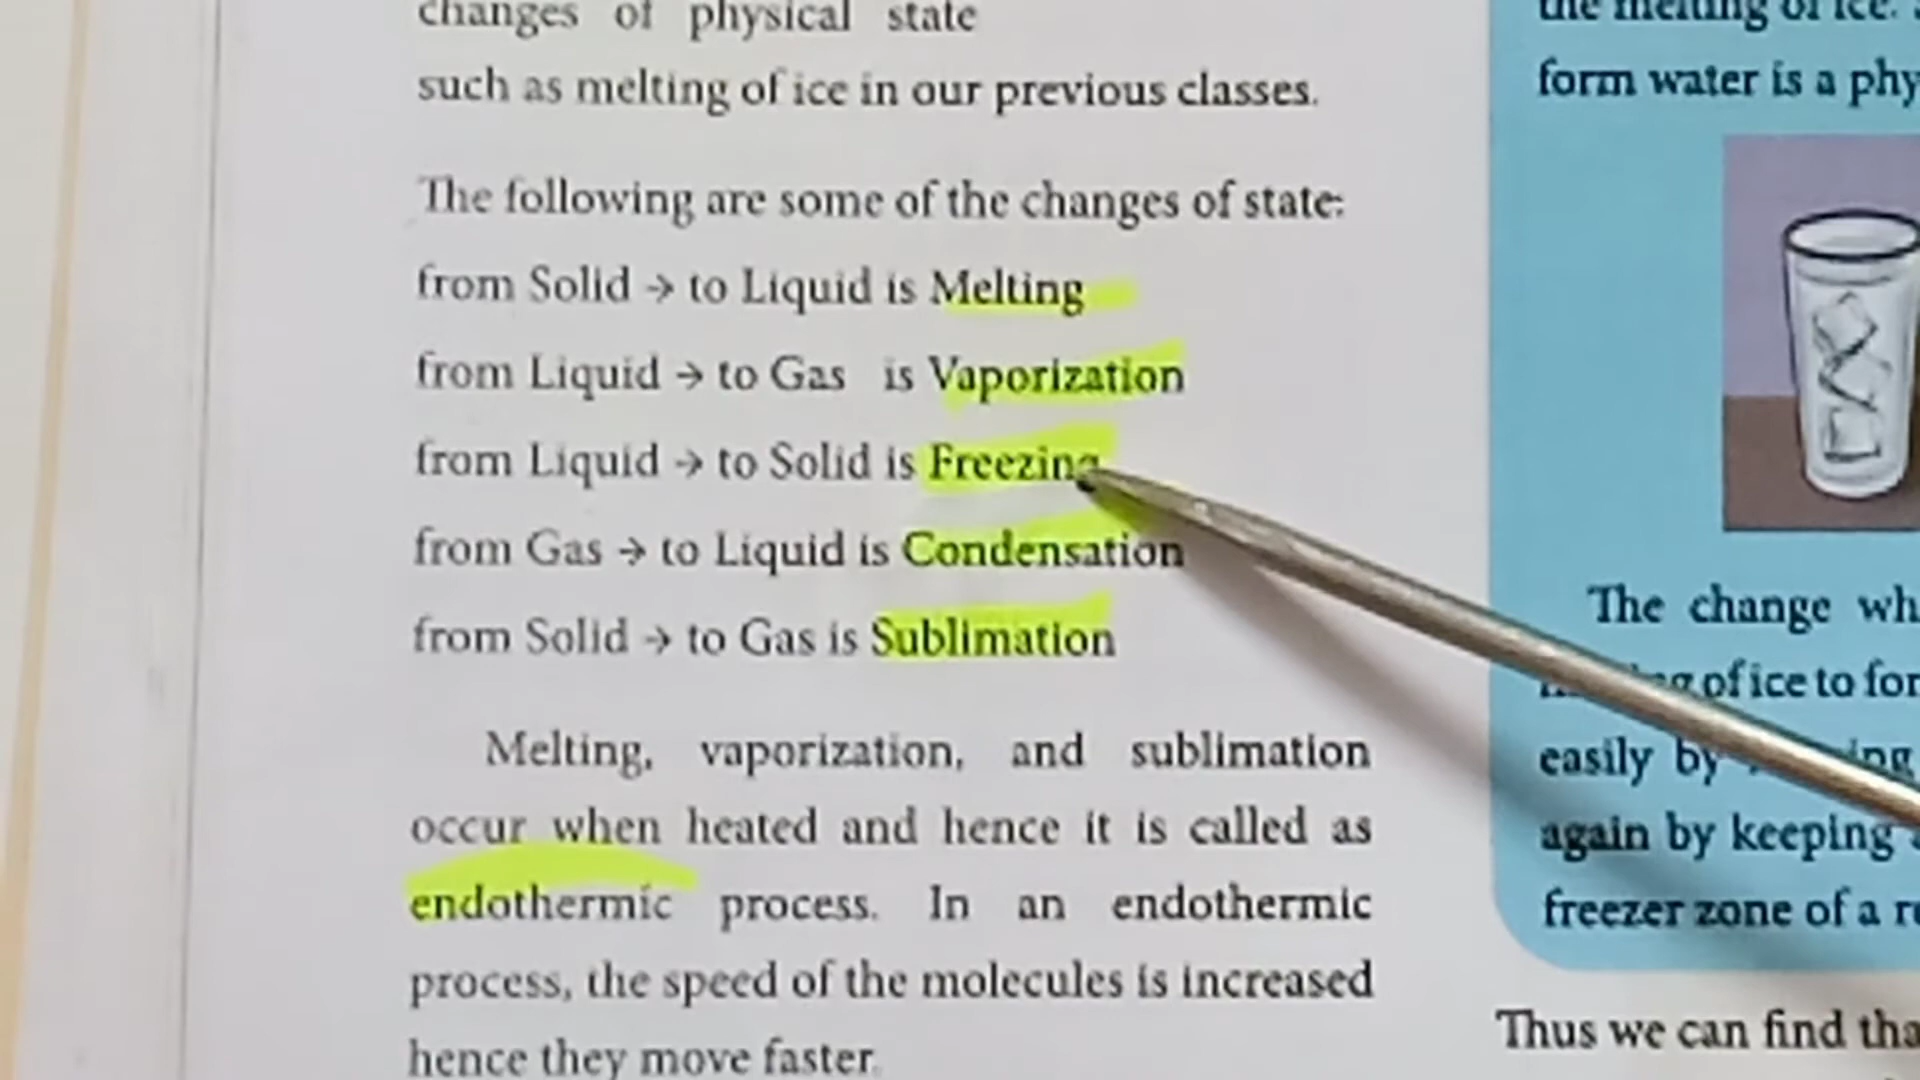 changes of physical state
such as melting of ice in our previous classes.
The following are some of the changes of state:
from Solid → to Liquid is Melting
from Liquid → to Gas is Vaporization
from Liquid → to Solid is Freezing
from Gas → to Liquid is Condensation
from Solid → to Gas is Sublimation
Melting, vaporization, and sublimation
occur when heated and hence it is called as
endothermic process. In an endothermic
process, the speed of the molecules is increased
hence they move faster.
the melting of ice.
form water is a phy
The change wh
of ice to for
easily by
again by keeping
freezer zone of a re
Thus we can find tha